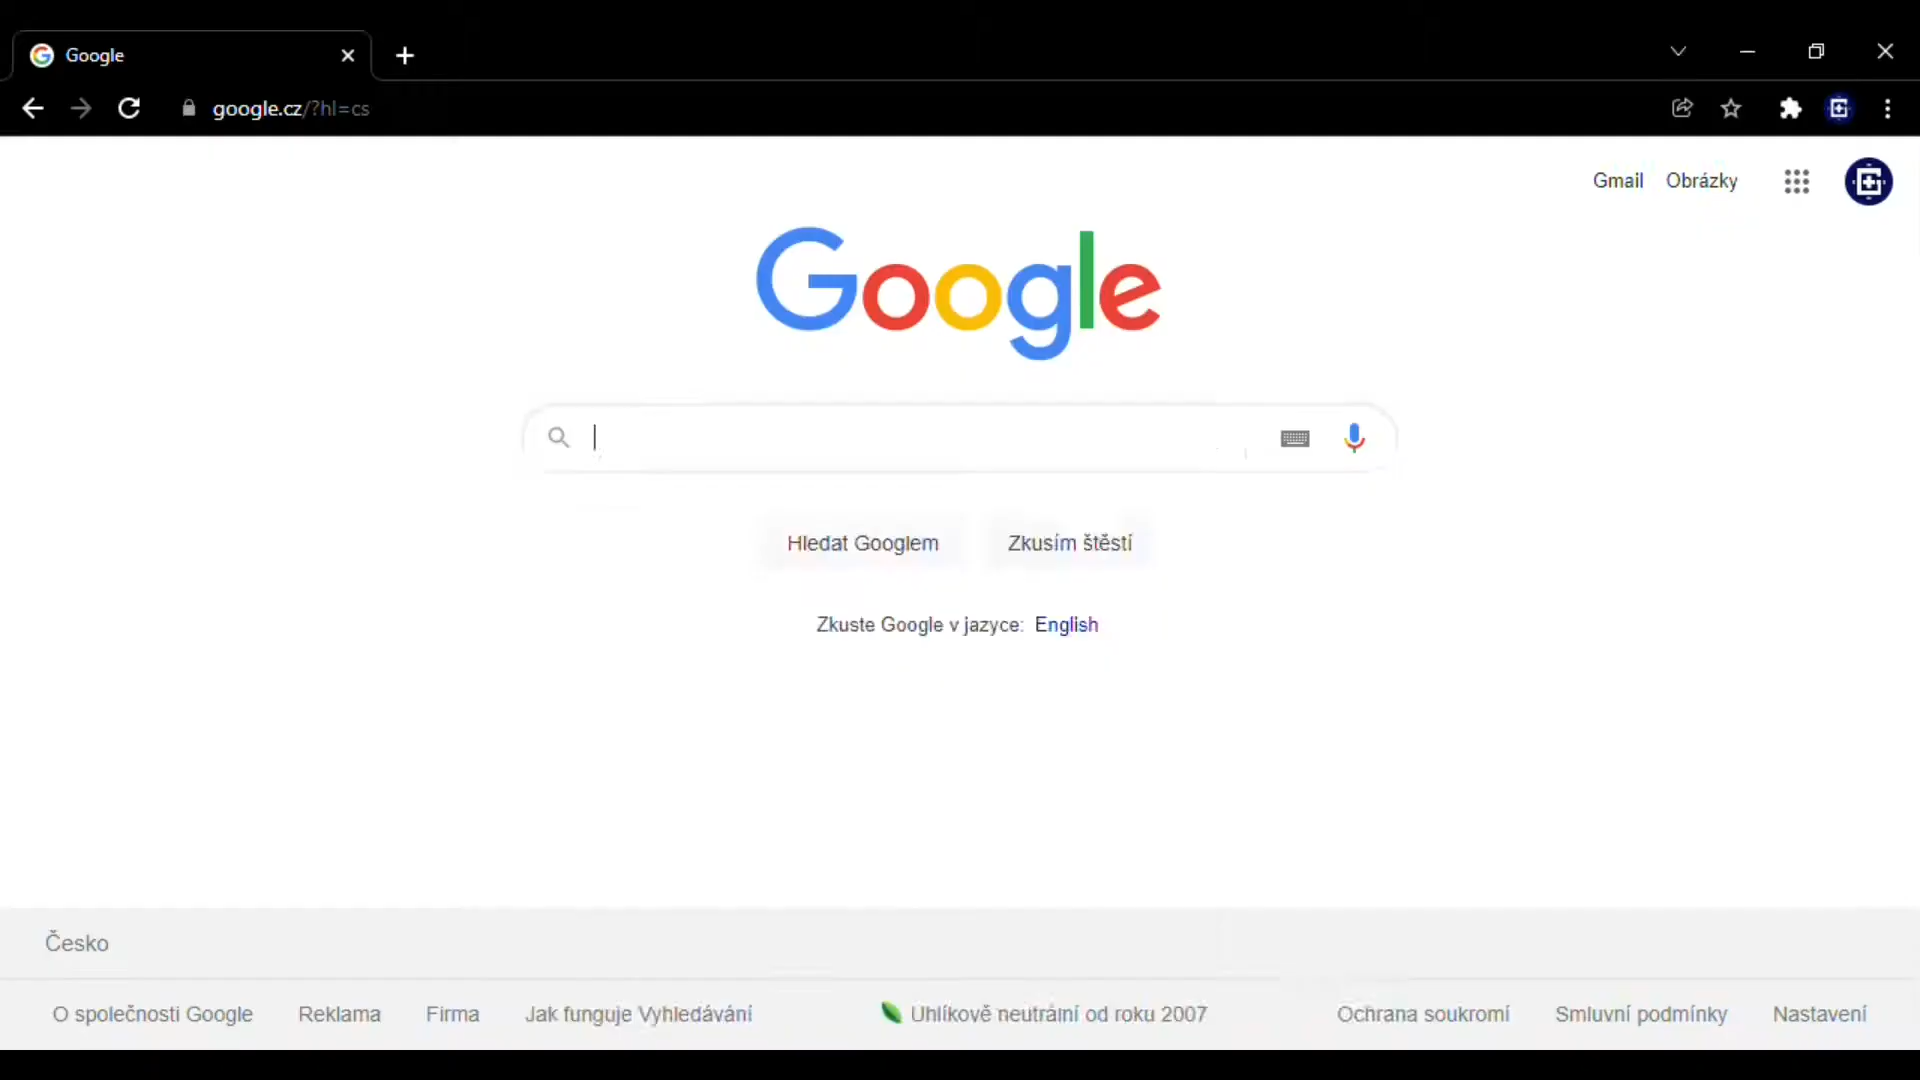 Google
google.cz/?hl=cs
Gmail Obrázky
Google
Hledat Googlem Zkusím štěstí
Zkuste Google v jazyce: English
Česko
O společnosti Google Reklama Firma Jak funguje Vyhledávání Uhlíkově neutrální od roku 2007 Ochrana soukromí Smluvní podmínky Nastavení